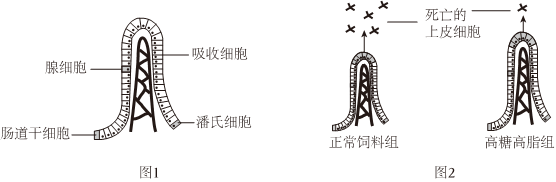 腺细胞
吸收细胞
肠道干细胞
潘氏细胞
图1
死亡的
上皮细胞
正常饲料组
高糖高脂组
图2